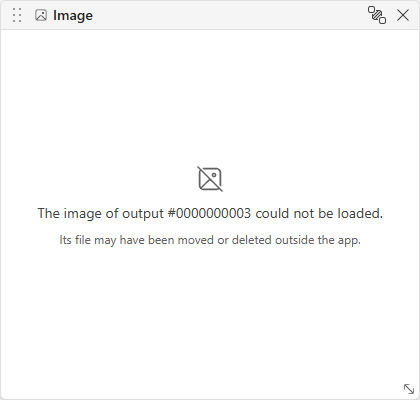 Image
The image of output #0000000003 could not be loaded.
Its file may have been moved or deleted outside the app.